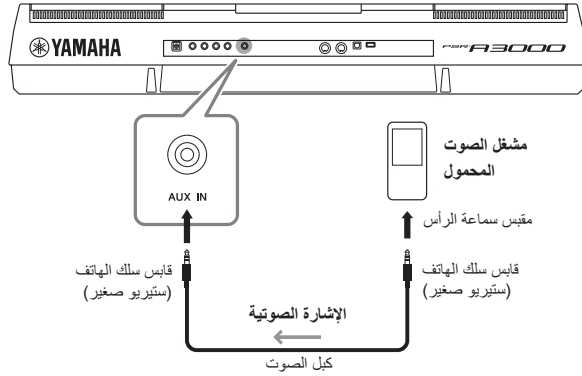 YAMAHA
PSR-A3000
AUX IN
مشغل الصوت
المحمول
مقبس سماعة الرأس
قابس سلك الهاتف
(ستيريو صغير)
قابس سلك الهاتف
(ستيريو صغير)
الإشارة الصوتية
كبل الصوت